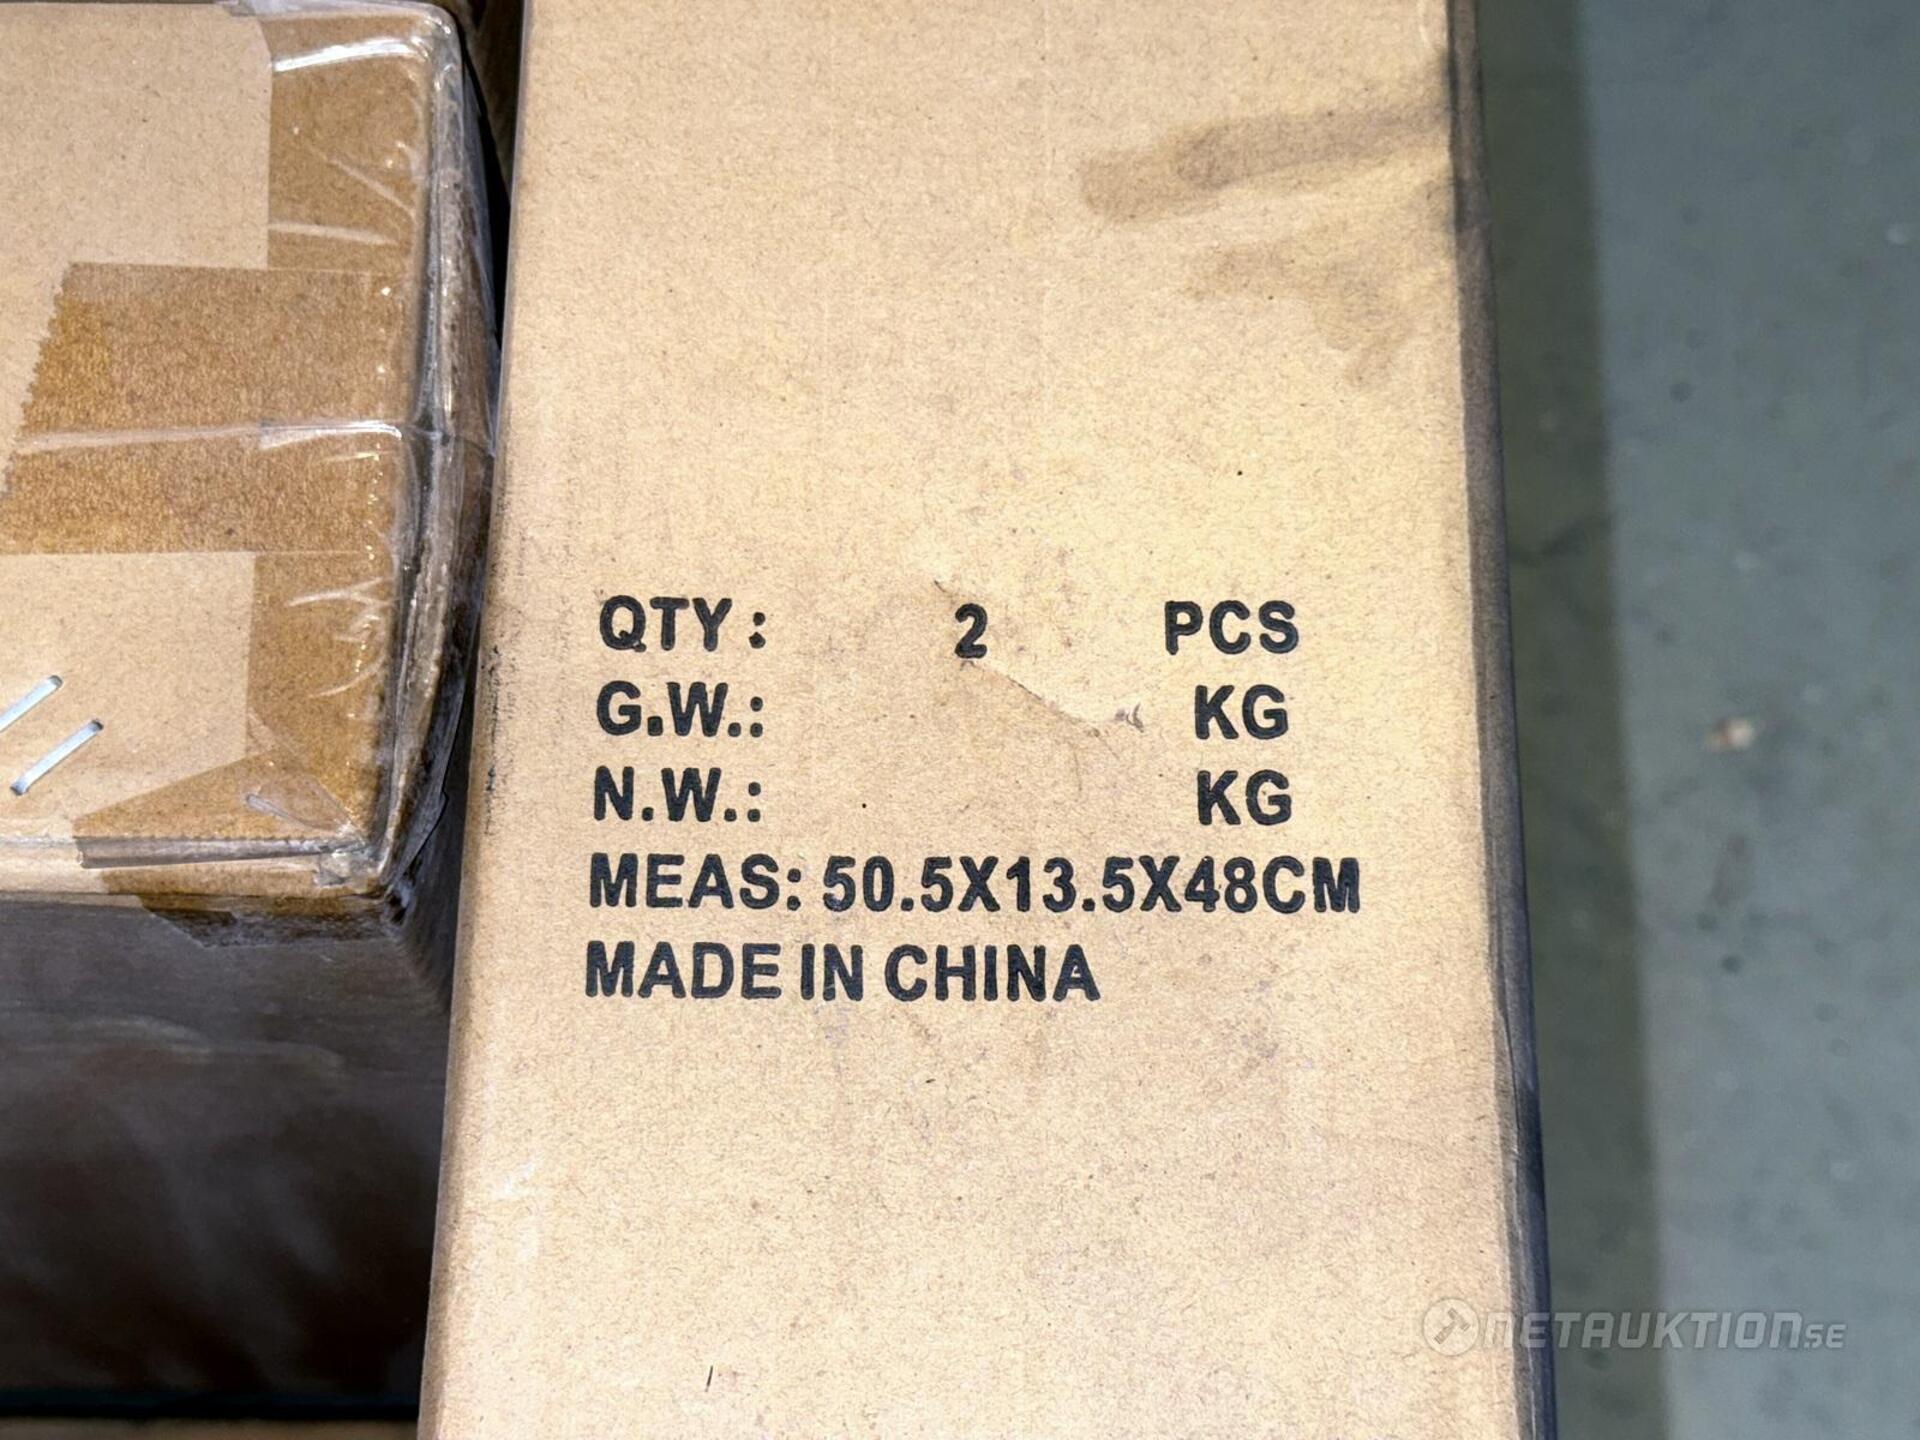 QTY : 2 PCS
G.W.: KG
N.W.: KG
MEAS: 50.5X13.5X48CM
MADE IN CHINA
NETAUKTION.SE